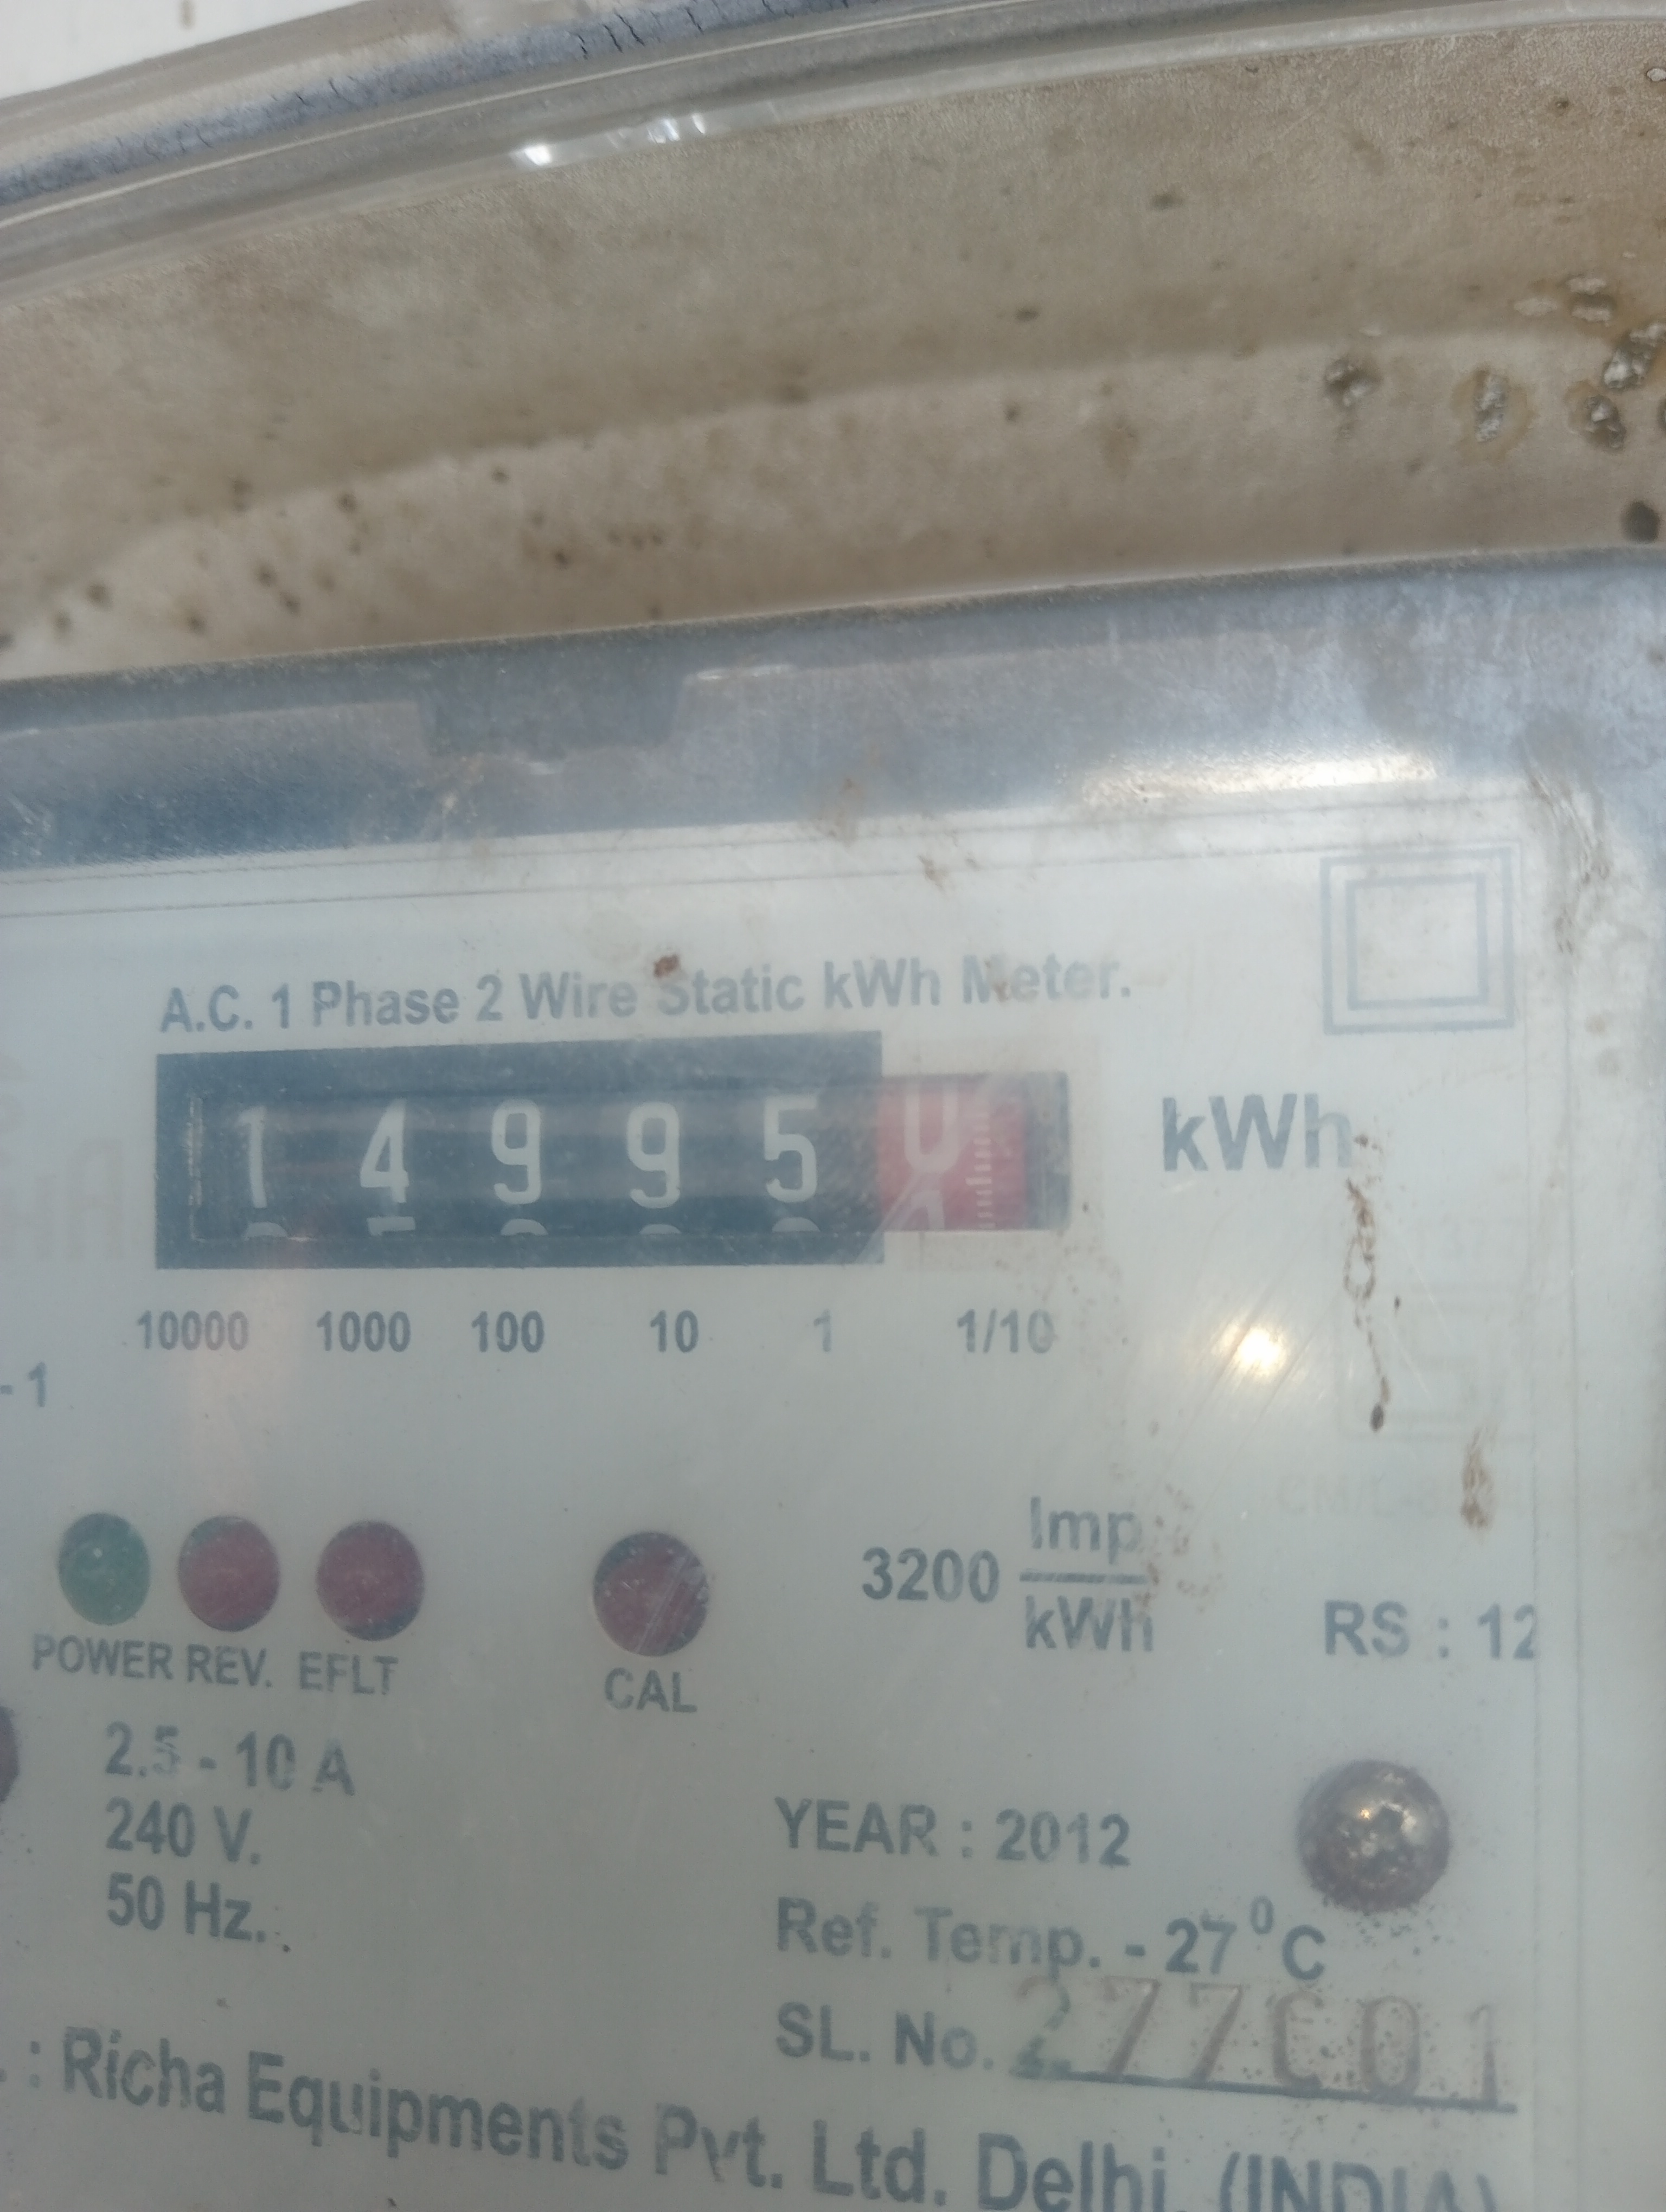 A.C. 1 Phase 2 Wire Static kWh Meter.
1 4 9 9 5
kWh
10000 1000 100 10 1 1/10
- 1
Imp
3200
kWh
RS : 12
POWER REV. EFLT
CAL
2.5 - 10 A
240 V.
50 Hz.
YEAR : 2012
Ref. Temp. - 27⁰C
SL. No.
: Richa Equipments Pvt. Ltd. Delhi. (INDIA)